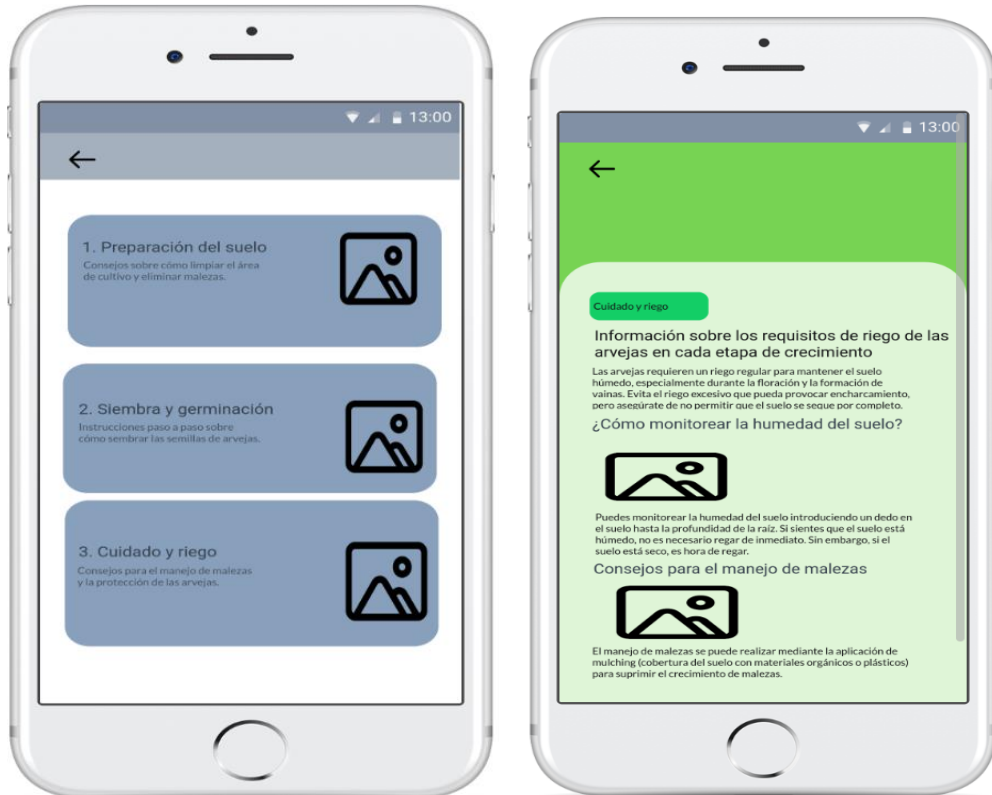 13:00
1. Preparación del suelo
Consejos sobre cómo limpiar el área
de cultivo y eliminar malezas.
2. Siembra y germinación
Instrucciones paso a paso sobre
cómo sembrar las semillas de arvejas.
3. Cuidado y riego
Consejos para el manejo de malezas
y la protección de las arvejas.
13:00
Cuidado y riego
Información sobre los requisitos de riego de las
arvejas en cada etapa de crecimiento
Las arvejas requieren un riego regular para mantener el suelo
húmedo, especialmente durante la floración y la formación de
vainas. Evita el riego excesivo que pueda provocar encharcamiento,
pero asegúrate de no permitir que el suelo se seque por completo.
¿Cómo monitorear la humedad del suelo?
Puedes monitorear la humedad del suelo introduciendo un dedo en
el suelo hasta la profundidad de la raíz. Si sientes que el suelo está
húmedo, no es necesario regar de inmediato. Sin embargo, si el
suelo está seco, es hora de regar.
Consejos para el manejo de malezas
El manejo de malezas se puede realizar mediante la aplicación de
mulching (cobertura del suelo con materiales orgánicos o plásticos)
para suprimir el crecimiento de malezas.